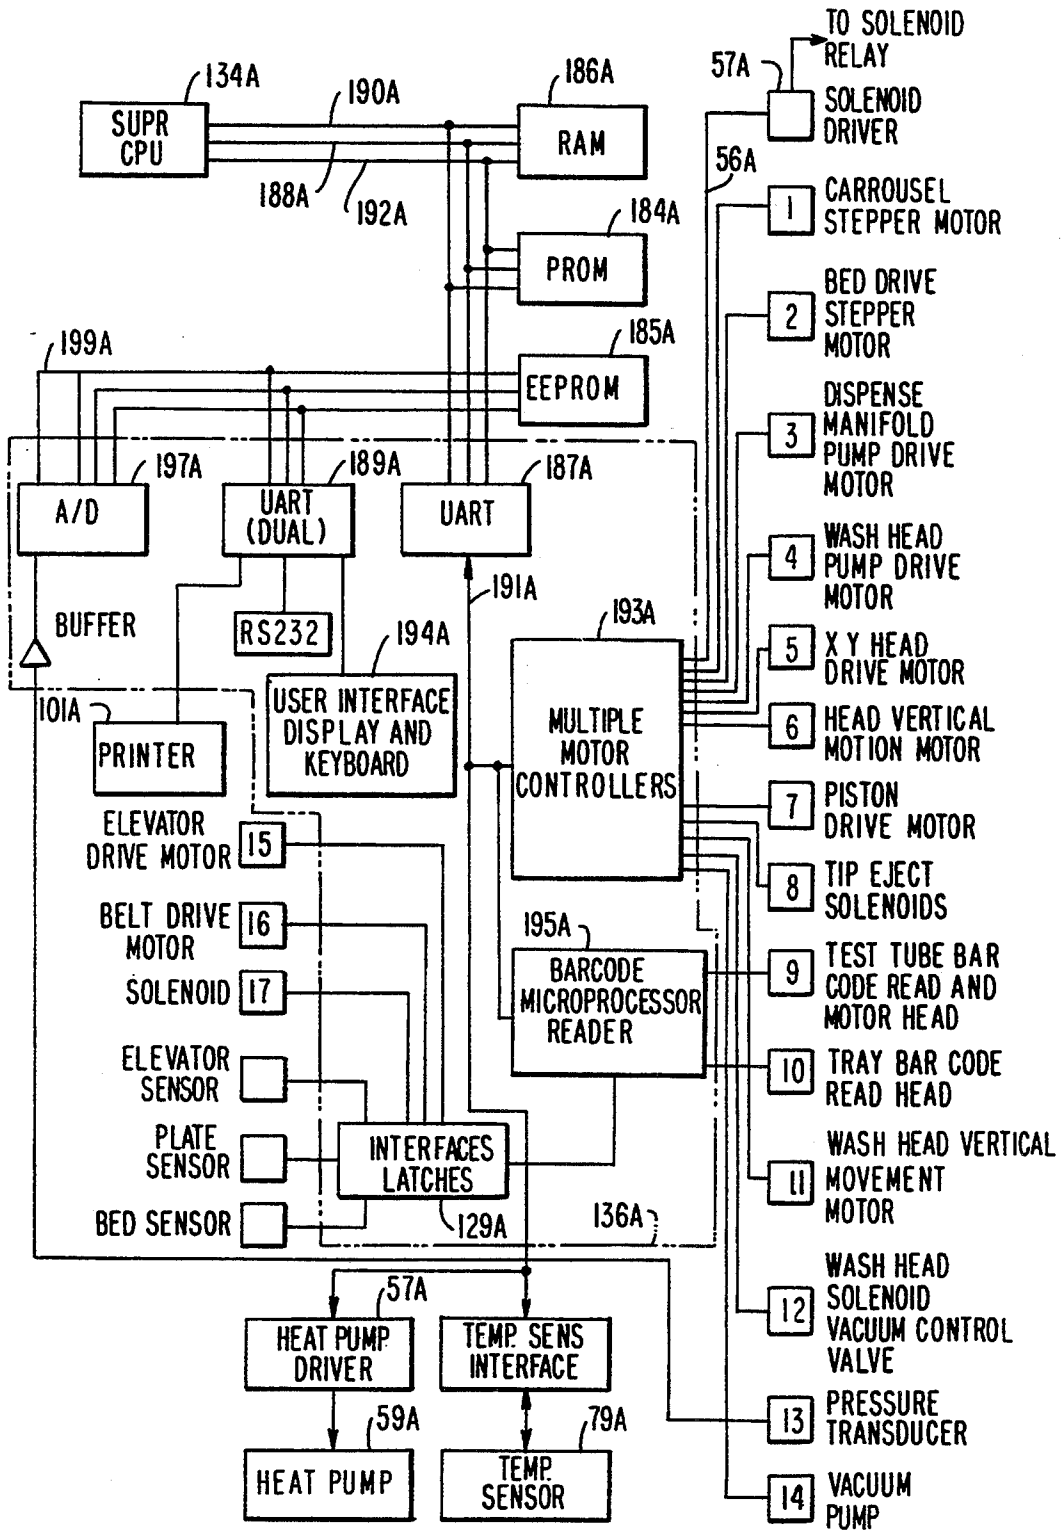 TO SOLENOID
RELAY
57A
SOLENOID
DRIVER
134A
190A
186A
SUPR
CPU
RAM
188A
192A
56A
1
CARROUSEL
STEPPER MOTOR
184A
PROM
2
BED DRIVE
STEPPER
MOTOR
199A
185A
EEPROM
3
DISPENSE
MANIFOLD
PUMP DRIVE
MOTOR
197A
189A
187A
A/D
UART
(DUAL)
UART
4
WASH HEAD
PUMP DRIVE
MOTOR
191A
193A
BUFFER
RS232
194A
5
X Y HEAD
DRIVE MOTOR
101A
PRINTER
USER INTERFACE
DISPLAY AND
KEYBOARD
MULTIPLE
MOTOR
CONTROLLERS
6
HEAD VERTICAL
MOTION MOTOR
7
PISTON
DRIVE MOTOR
ELEVATOR
DRIVE MOTOR
15
8
TIP EJECT
SOLENOIDS
BELT DRIVE
MOTOR
16
195A
BARCODE
MICROPROCESSOR
READER
9
TEST TUBE BAR
CODE READ AND
MOTOR HEAD
SOLENOID
17
10
TRAY BAR CODE
READ HEAD
ELEVATOR
SENSOR
PLATE
SENSOR
INTERFACES
LATCHES
11
WASH HEAD VERTICAL
MOVEMENT
MOTOR
BED SENSOR
129A
136A
12
WASH HEAD
SOLENOID
VACUUM CONTROL
VALVE
57A
HEAT PUMP
DRIVER
TEMP. SENS
INTERFACE
13
PRESSURE
TRANSDUCER
59A
79A
HEAT PUMP
TEMP.
SENSOR
14
VACUUM
PUMP